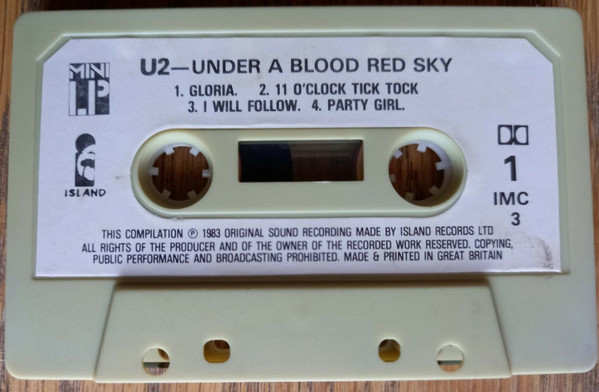 MINI
LP
U2—UNDER A BLOOD RED SKY
1. GLORIA. 2. 11 O'CLOCK TICK TOCK
3. I WILL FOLLOW. 4. PARTY GIRL.
ISLAND
1
IMC
3
THIS COMPILATION ℗ 1983 ORIGINAL SOUND RECORDING MADE BY ISLAND RECORDS LTD
ALL RIGHTS OF THE PRODUCER AND OF THE OWNER OF THE RECORDED WORK RESERVED. COPYING,
PUBLIC PERFORMANCE AND BROADCASTING PROHIBITED. MADE & PRINTED IN GREAT BRITAIN